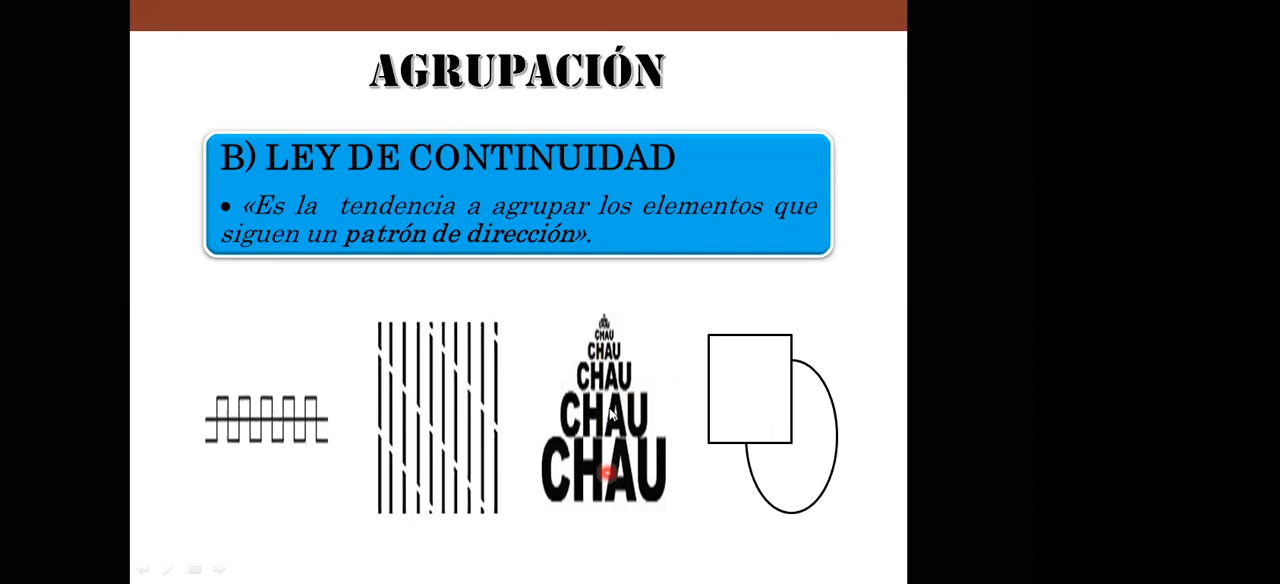 AGRUPACIÓN
B) LEY DE CONTINUIDAD
• «Es la tendencia a agrupar los elementos que
siguen un patrón de dirección».
CHAU
CHAU
CHAU
CHAU
CHAU